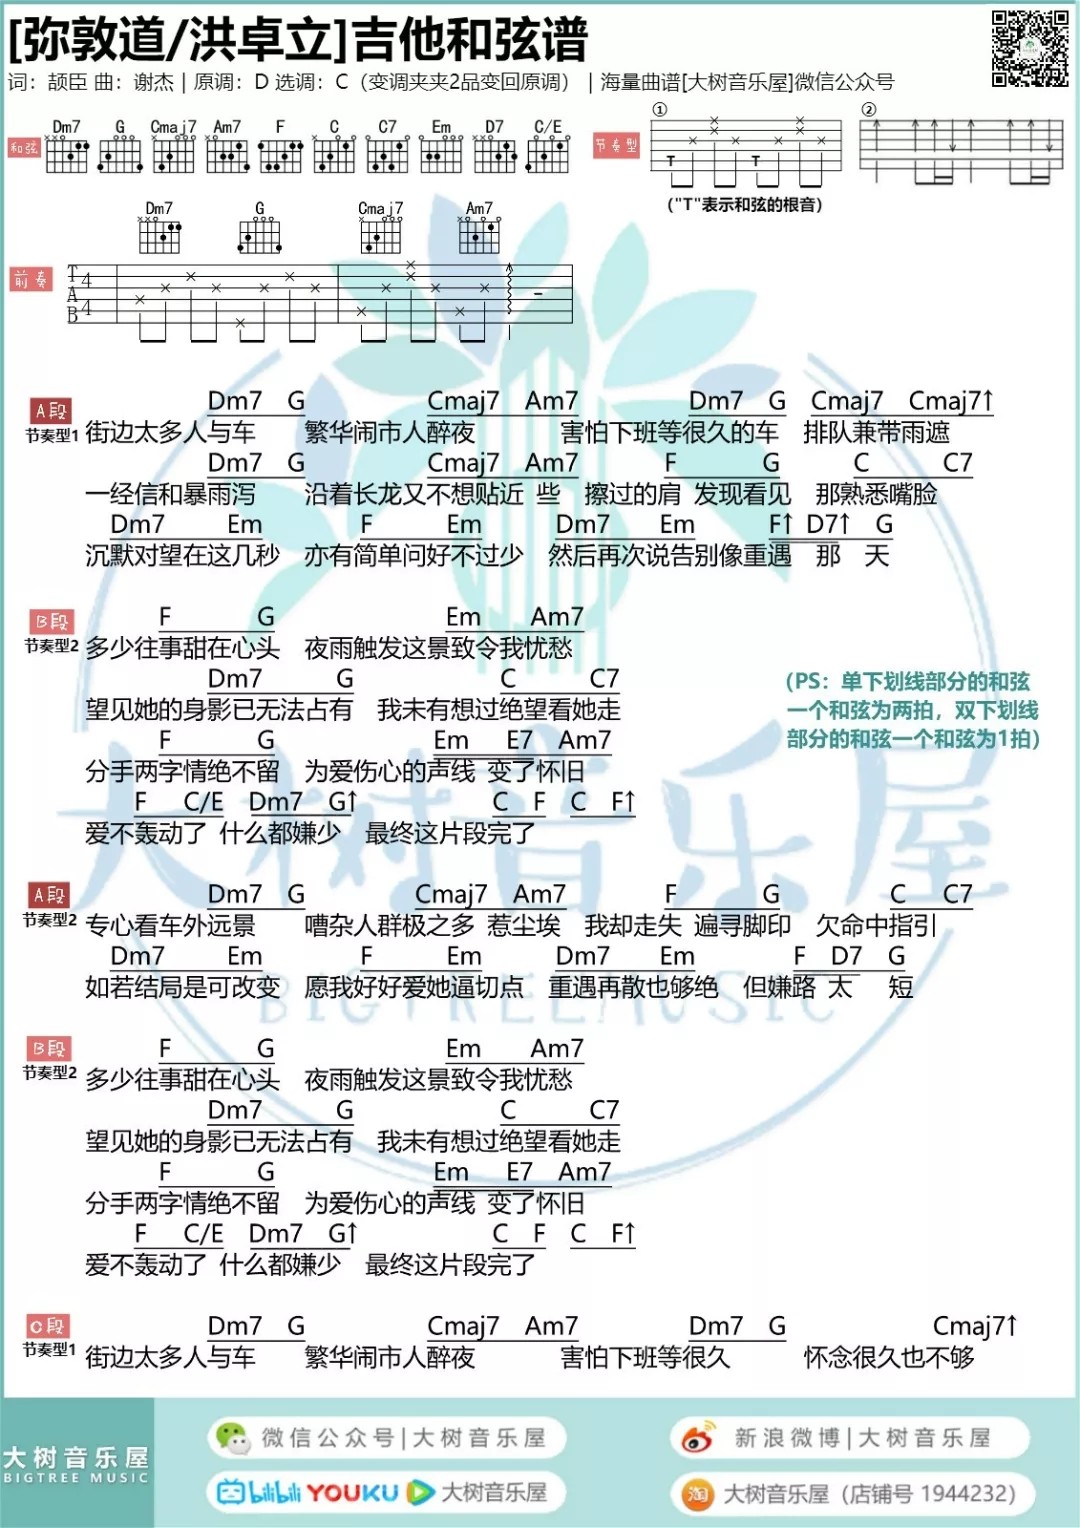 [弥敦道/洪卓立]吉他和弦谱
词：颉臣 曲：谢杰 | 原调：D 选调：C（变调夹夹2品变回原调） | 海量曲谱[大树音乐屋]微信公众号
和弦 Dm7 G Cmaj7 Am7 F C C7 Em D7 C/E 节奏型 ① ②
T T
("T"表示和弦的根音)
Dm7 G Cmaj7 Am7
前奏 TAB 4 4
A段 Dm7 G Cmaj7 Am7 Dm7 G Cmaj7 Cmaj7↑
节奏型1 街边太多人与车 繁华闹市人醉夜 害怕下班等很久的车 排队兼带雨遮
Dm7 G Cmaj7 Am7 F G C C7
一经信和暴雨泻 沿着长龙又不想贴近 些 擦过的肩 发现看见 那熟悉嘴脸
Dm7 Em F Em Dm7 Em F↑ D7↑ G
沉默对望在这几秒 亦有简单问好不过少 然后再次说告别像重遇 那 天
B段 F G Em Am7
节奏型2 多少往事甜在心头 夜雨触发这景致令我忧愁
Dm7 G C C7
望见她的身影已无法占有 我未有想过绝望看她走
(PS：单下划线部分的和弦
一个和弦为两拍，双下划线
部分的和弦一个和弦为1拍)
F G Em E7 Am7
分手两字情绝不留 为爱伤心的声线 变了怀旧
F C/E Dm7 G↑ C F C F↑
爱不轰动了 什么都嫌少 最终这片段完了
A段 Dm7 G Cmaj7 Am7 F G C C7
节奏型2 专心看车外远景 嘈杂人群极之多 惹尘埃 我却走失 遍寻脚印 欠命中指引
Dm7 Em F Em Dm7 Em F D7 G
如若结局是可改变 愿我好好爱她逼切点 重遇再散也够绝 但嫌路 太 短
B段 F G Em Am7
节奏型2 多少往事甜在心头 夜雨触发这景致令我忧愁
Dm7 G C C7
望见她的身影已无法占有 我未有想过绝望看她走
F G Em E7 Am7
分手两字情绝不留 为爱伤心的声线 变了怀旧
F C/E Dm7 G↑ C F C F↑
爱不轰动了 什么都嫌少 最终这片段完了
C段 Dm7 G Cmaj7 Am7 Dm7 G Cmaj7↑
节奏型1 街边太多人与车 繁华闹市人醉夜 害怕下班等很久 怀念很久也不够
大树音乐屋
BIGTREEMUSIC
大树音乐屋
BIGTREE MUSIC
微信公众号|大树音乐屋
新浪微博|大树音乐屋
bilibili YOUKU 大树音乐屋
淘 大树音乐屋（店铺号 1944232）